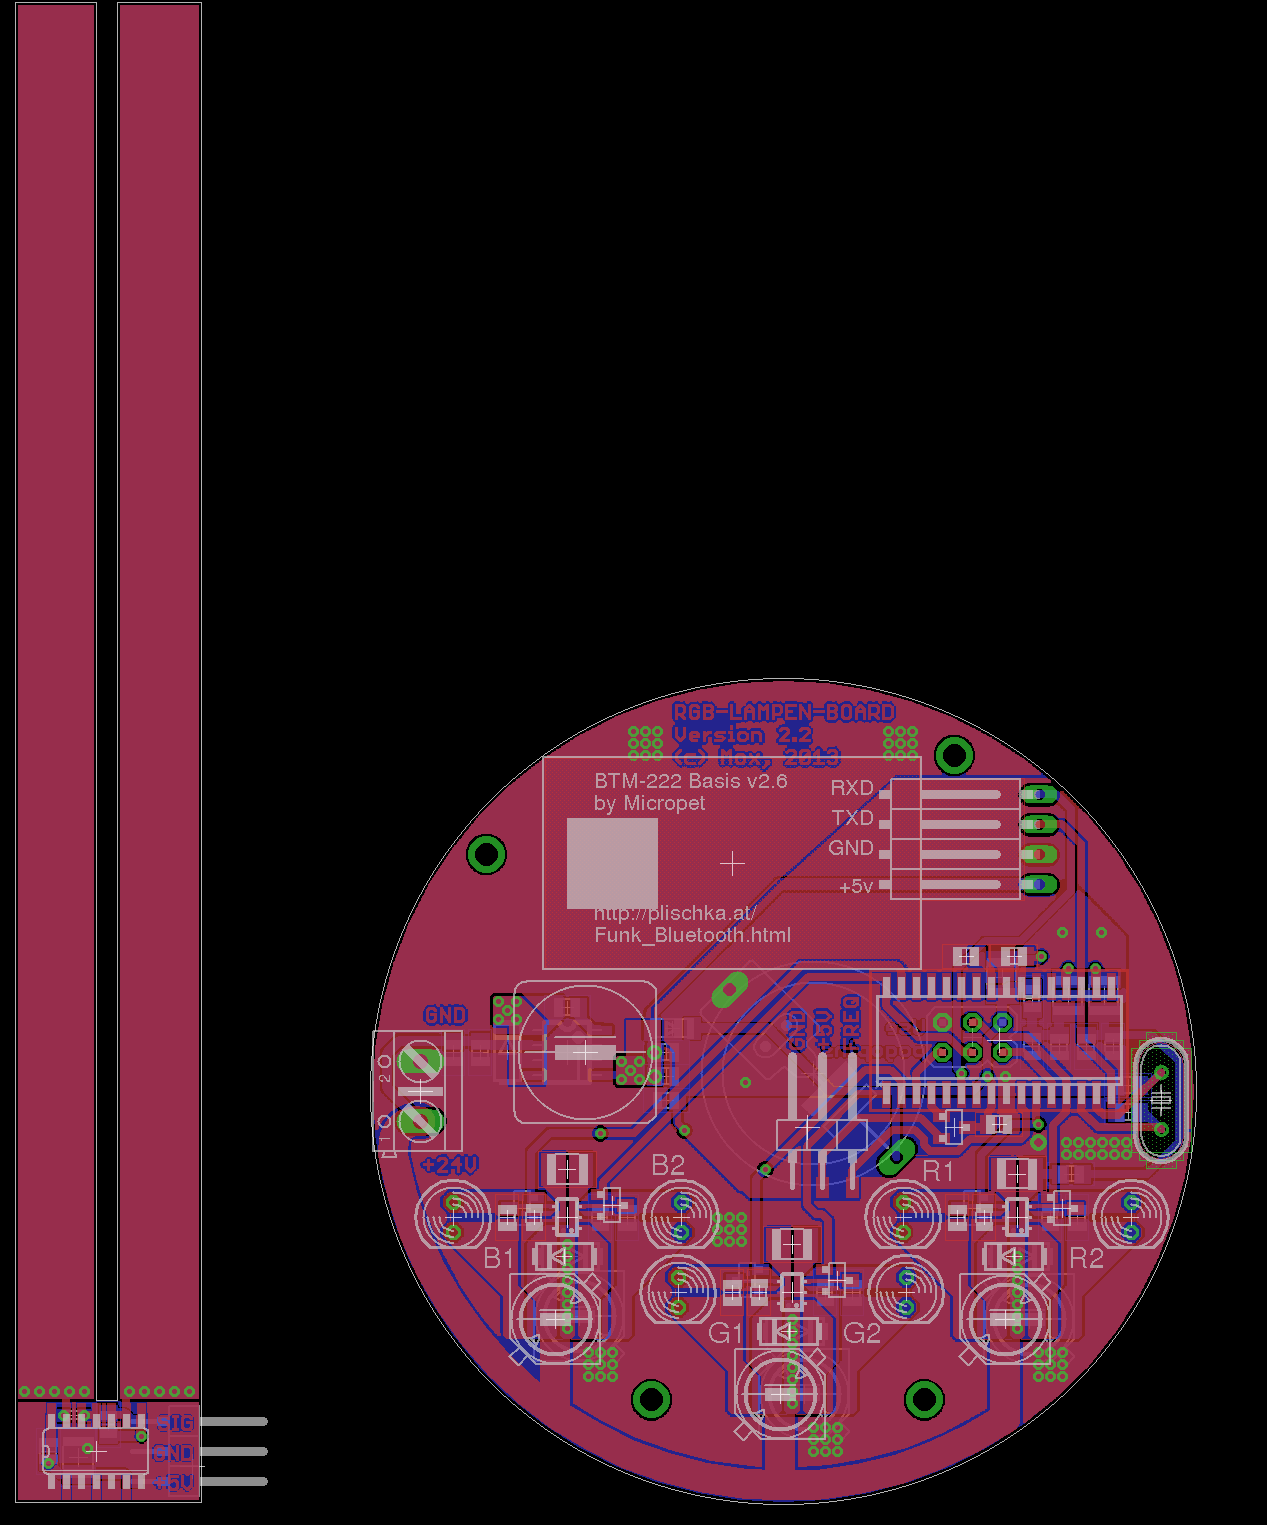 RGB-LAMPEN-BOARD
Version 2.2
(c) Max, 2013
BTM-222 Basis v2.6
by Micropet
http://plischka.at/
Funk_Bluetooth.html
RXD
TXD
GND
+5v
GND
2
1
+24V
GND
+5V
FREQ
B2
R1
B1
R2
G1
G2
SIG
GND
+5V